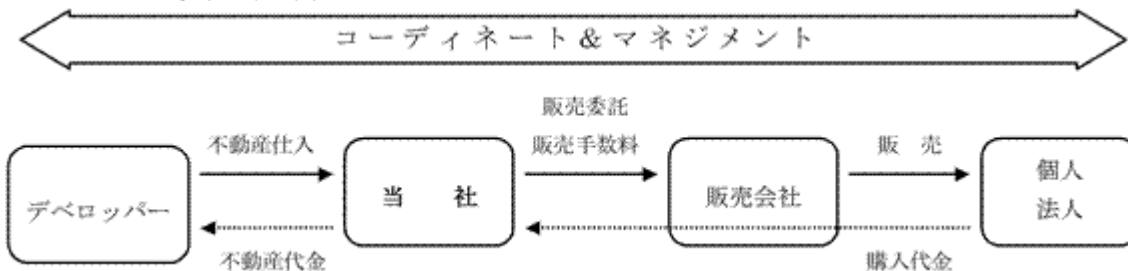 コーディネート&マネジメント
販売委託
不動産仕入
販売手数料
販　売
デベロッパー
当　社
販売会社
個人
法人
不動産代金
購入代金